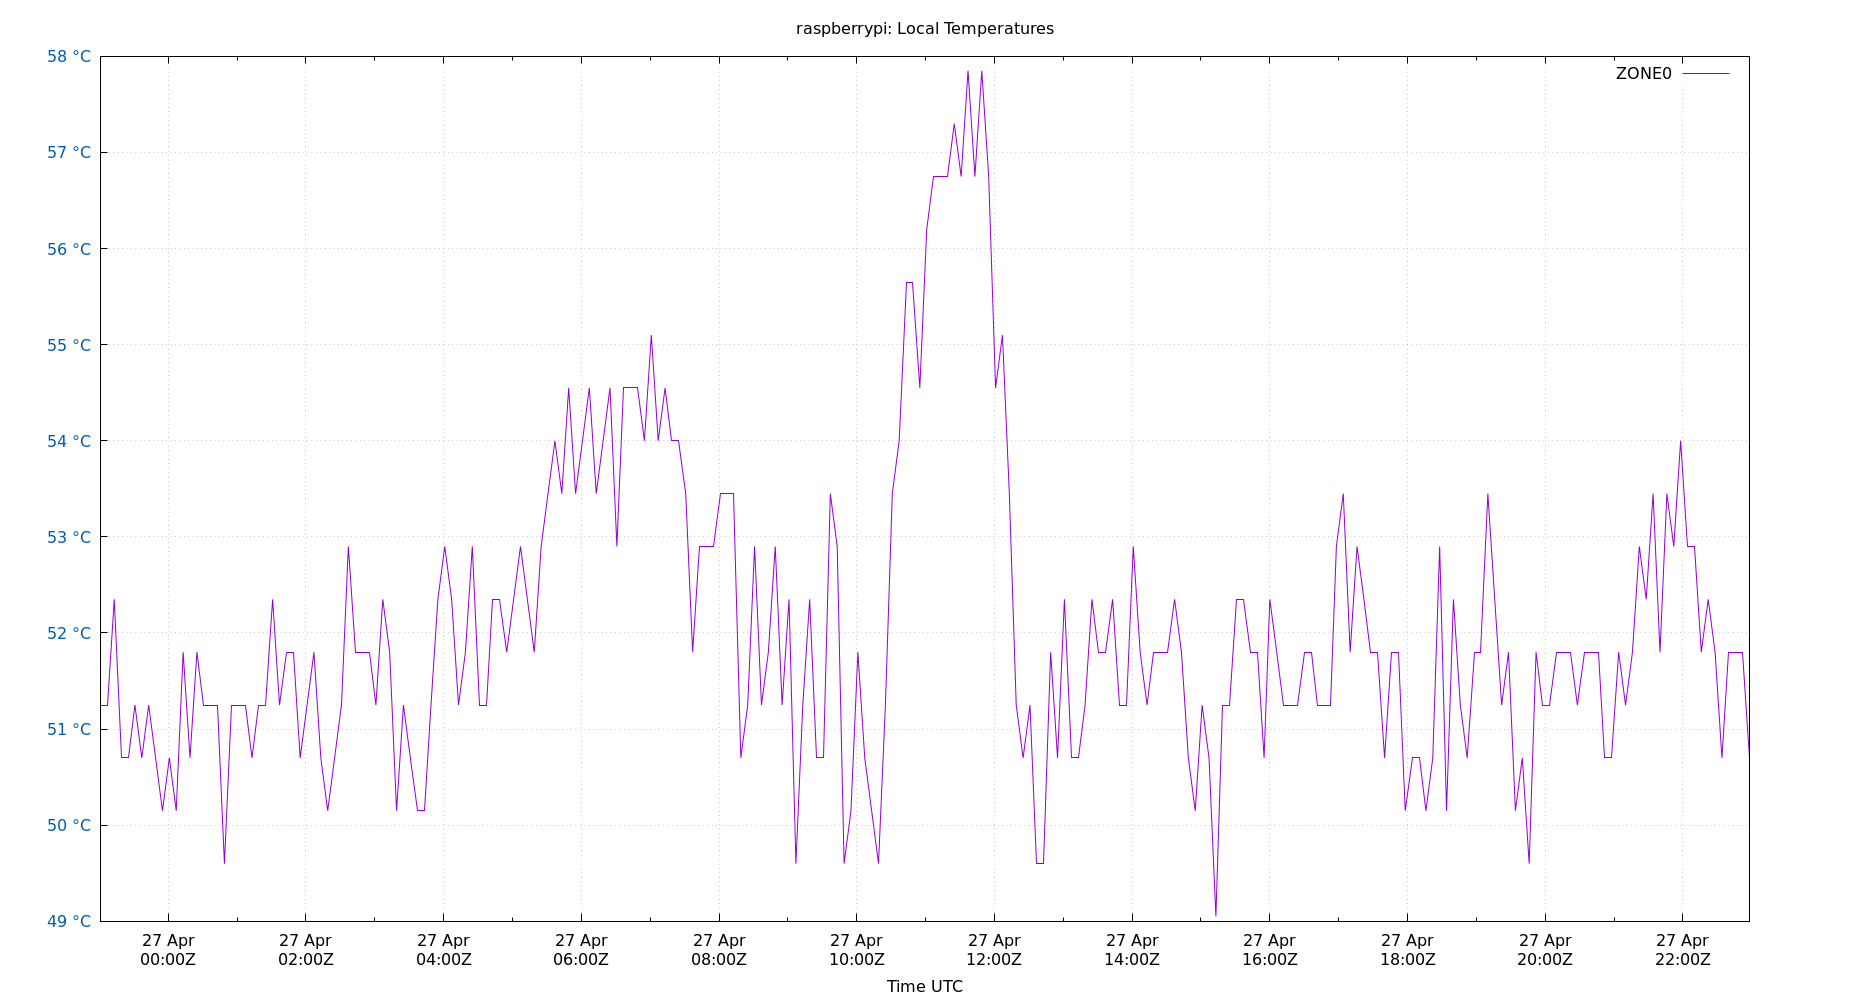 raspberrypi: Local Temperatures
58 °C
ZONE0
57 °C
56 °C
55 °C
54 °C
53 °C
52 °C
51 °C
50 °C
49 °C
27 Apr 27 Apr 27 Apr 27 Apr 27 Apr 27 Apr 27 Apr 27 Apr 27 Apr 27 Apr 27 Apr 27 Apr
00:00Z 02:00Z 04:00Z 06:00Z 08:00Z 10:00Z 12:00Z 14:00Z 16:00Z 18:00Z 20:00Z 22:00Z
Time UTC